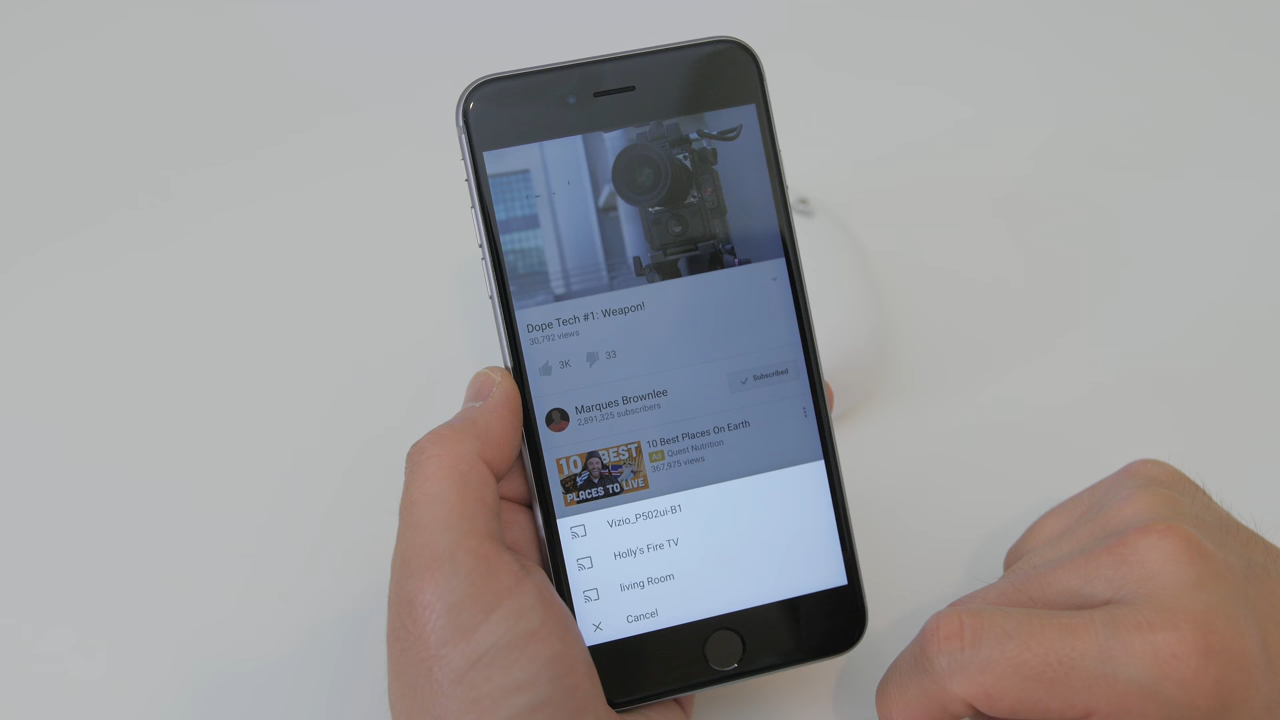 Dope Tech #1: Weapon!
30,792 views
3K
33
Marques Brownlee
2,891,325 subscribers
Subscribed
10 BEST
PLACES TO LIVE
10 Best Places On Earth
Ad Quest Nutrition
367,975 views
Vizio_P502ui-B1
Holly's Fire TV
living Room
Cancel